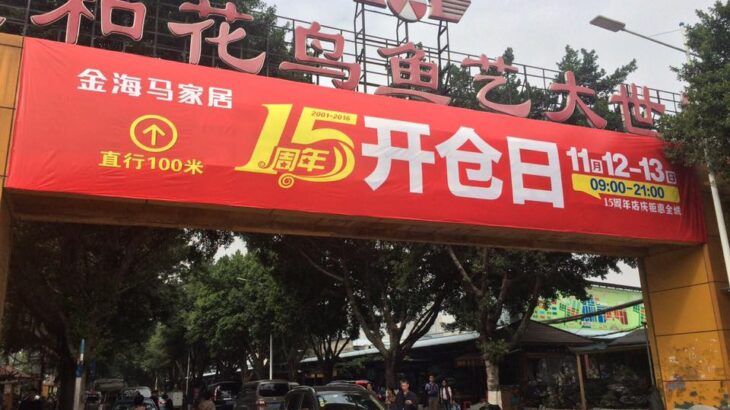 和花鸟鱼艺大世
金海马家居
直行100米
2001-2016
15周年
开仓日
11月12-13日
09:00-21:00
15周年店庆钜惠全城